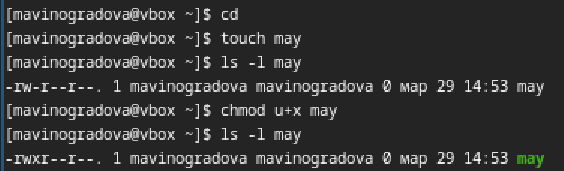 [mavinogradova@vbox ~]$ cd
[mavinogradova@vbox ~]$ touch may
[mavinogradova@vbox ~]$ ls -l may
-rw-r--r--. 1 mavinogradova mavinogradova 0 мар 29 14:53 may
[mavinogradova@vbox ~]$ chmod u+x may
[mavinogradova@vbox ~]$ ls -l may
-rwxr--r--. 1 mavinogradova mavinogradova 0 мар 29 14:53 may